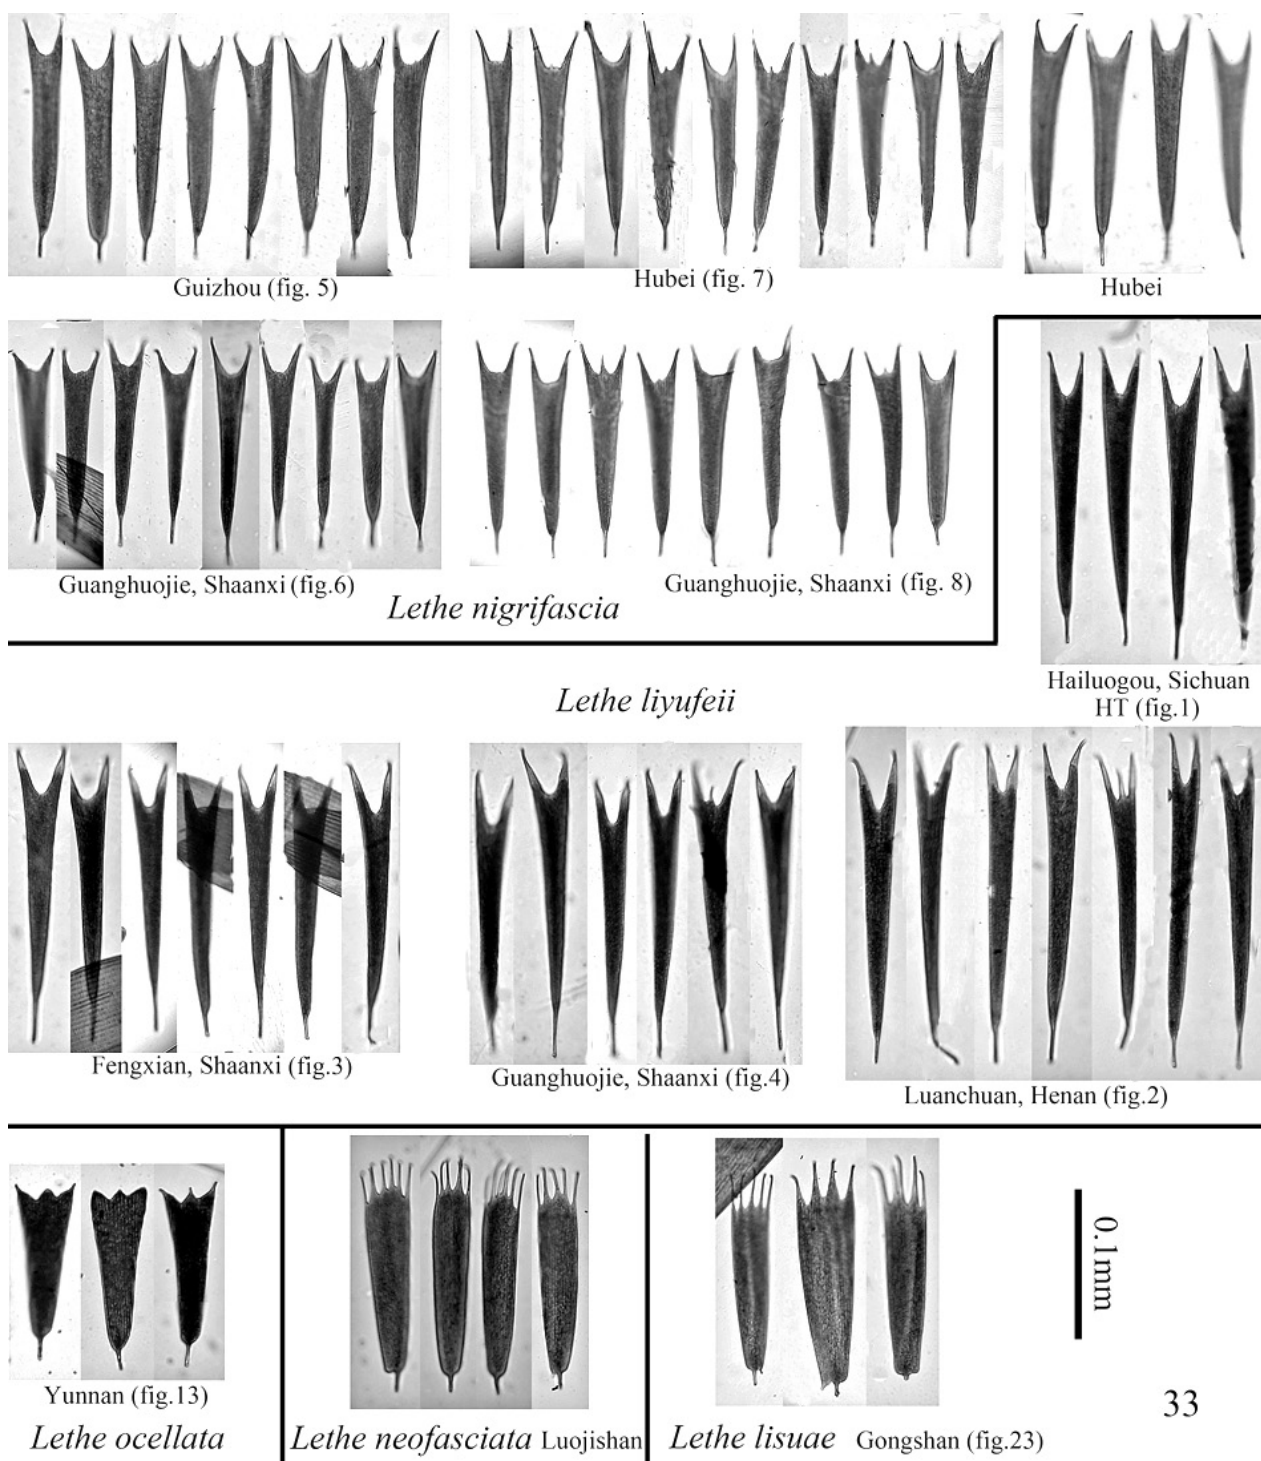 Guizhou (fig. 5)
Hubei (fig. 7)
Hubei
Guanghuojie, Shaanxi (fig.6)
Guanghuojie, Shaanxi (fig. 8)
Lethe nigrifascia
Hailuogou, Sichuan
HT (fig.1)
Lethe liyufeii
Fengxian, Shaanxi (fig.3)
Guanghuojie, Shaanxi (fig.4)
Luanchuan, Henan (fig.2)
0.1mm
Yunnan (fig.13)
Lethe ocellata
Lethe neofasciata Luojishan
Lethe lisuae Gongshan (fig.23)
33